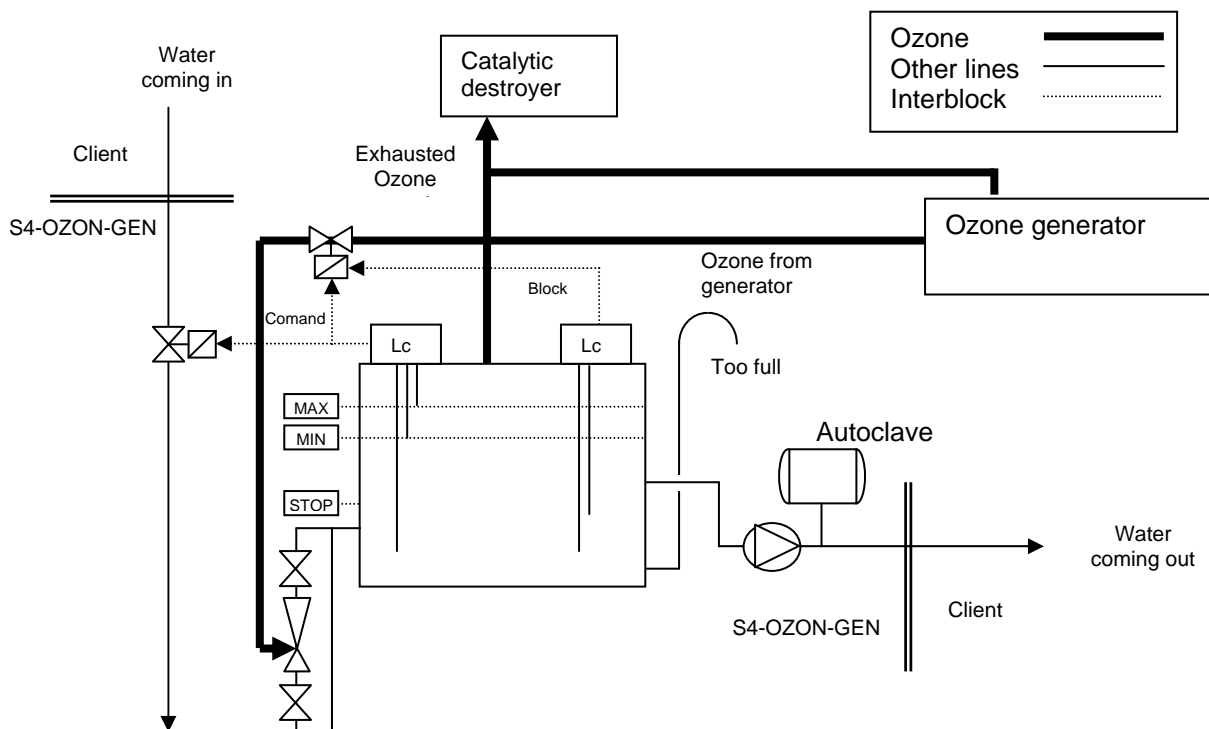 Water
coming in
Catalytic
destroyer
Ozone
Other lines
Interblock
Client
Exhausted
Ozone
S4-OZON-GEN
Ozone generator
Ozone from
generator
Block
Comand
Lc
Lc
Too full
MAX
MIN
Autoclave
STOP
Water
coming out
Client
S4-OZON-GEN